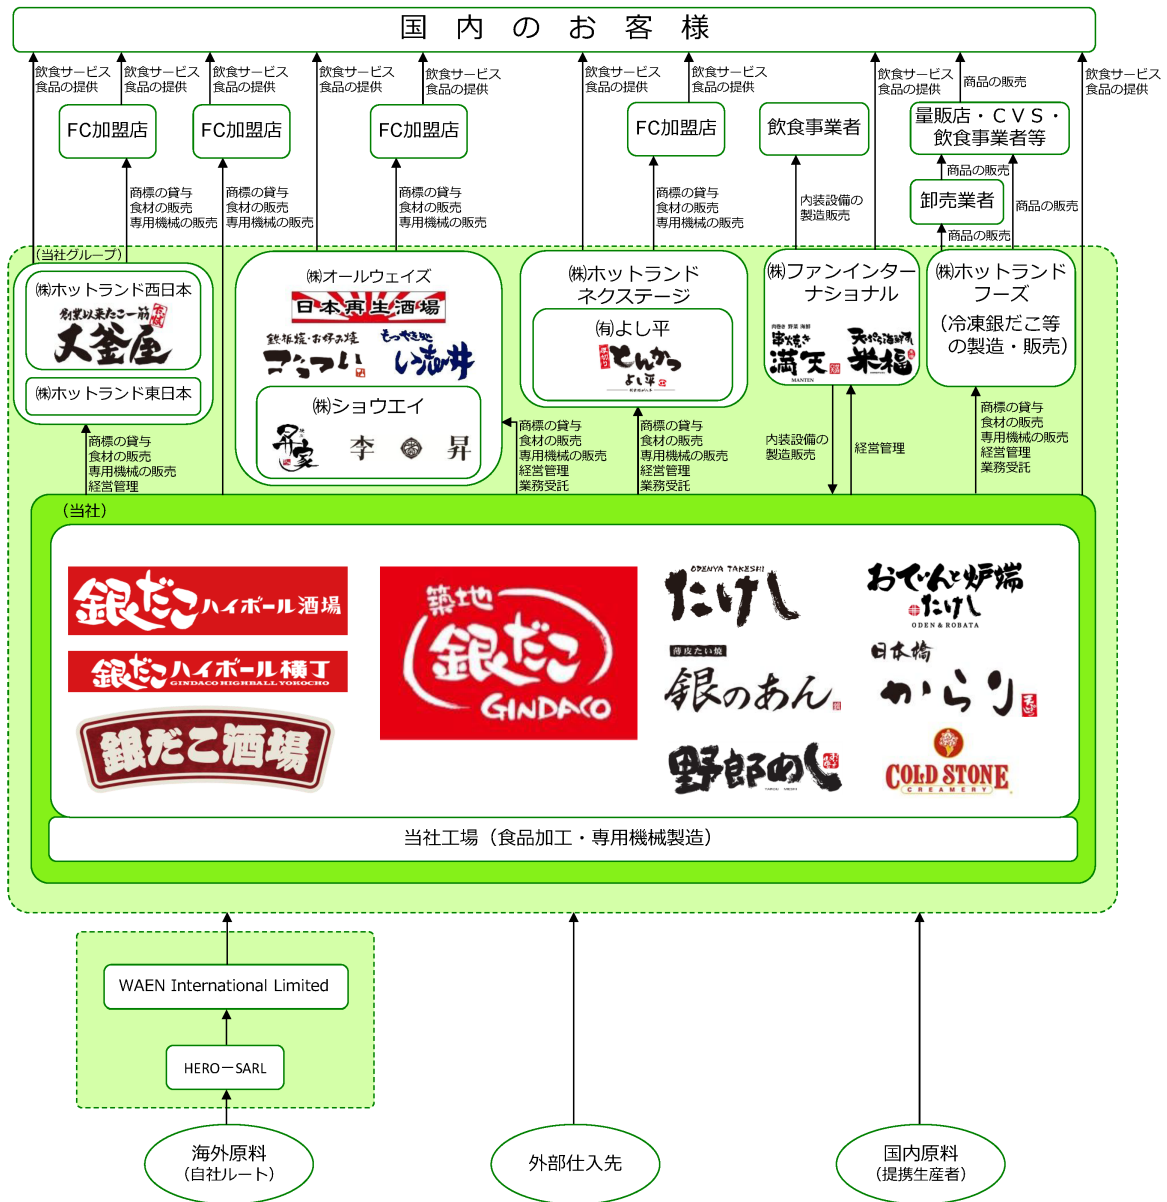 国内のお客様
飲食サービス
食品の提供
飲食サービス
食品の提供
飲食サービス
食品の提供
飲食サービス
食品の提供
飲食サービス
食品の提供
飲食サービス
食品の提供
飲食サービス
食品の提供
飲食サービス
食品の提供
商品の販売
飲食サービス
食品の提供
FC加盟店
FC加盟店
FC加盟店
FC加盟店
飲食事業者
量販店・ＣＶＳ・
飲食事業者等
商品の販売
卸売業者
商品の販売
商品の販売
商標の貸与
食材の販売
専用機械の販売
商標の貸与
食材の販売
専用機械の販売
商標の貸与
食材の販売
専用機械の販売
商標の貸与
食材の販売
専用機械の販売
内装設備の
製造販売
（当社グループ）
㈱ホットランド西日本
創業以来たこ一筋
大釜屋
㈱ホットランド東日本
㈱オールウェイズ
日本再生酒場
鉄板焼・お好み焼
ごっつい
もつやき処
い志井
㈱ショウエイ
昇家
李
昇
㈱ホットランド
ネクステージ
㈲よし平
厚切り
とんかつ
よし平
㈱ファンインター
ナショナル
串焼き
満天
MANTEN
天ぷら海鮮
米福
㈱ホットランド
フーズ
（冷凍銀だこ等
の製造・販売）
商標の貸与
食材の販売
専用機械の販売
経営管理
商標の貸与
食材の販売
専用機械の販売
経営管理
業務受託
商標の貸与
食材の販売
専用機械の販売
経営管理
業務受託
内装設備の
製造販売
経営管理
商標の貸与
食材の販売
専用機械の販売
経営管理
業務受託
（当社）
銀だこハイボール酒場
銀だこハイボール横丁
GINDACO HIGHBALL YOKOCHO
銀だこ酒場
築地
銀だこ
GINDACO
ODENYA TAKESHI
たけし
薄皮たい焼
銀のあん
野郎めし
おでんと炉端
たけし
ODEN & ROBATA
日本橋
からり
COLD STONE
CREAMERY
当社工場（食品加工・専用機械製造）
WAEN International Limited
HERO－SARL
海外原料
（自社ルート）
外部仕入先
国内原料
（提携生産者）